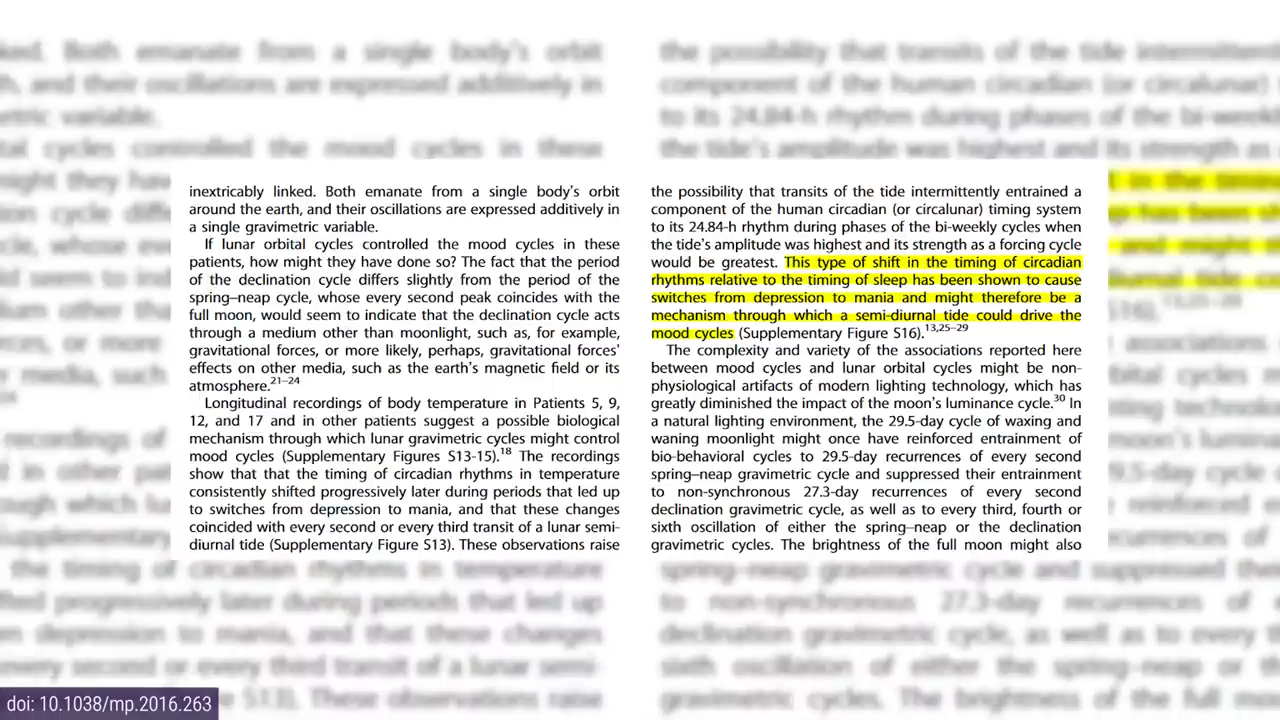 inextricably linked. Both emanate from a single body's orbit
around the earth, and their oscillations are expressed additively in
a single gravimetric variable.
If lunar orbital cycles controlled the mood cycles in these
patients, how might they have done so? The fact that the period
of the declination cycle differs slightly from the period of the
spring–neap cycle, whose every second peak coincides with the
full moon, would seem to indicate that the declination cycle acts
through a medium other than moonlight, such as, for example,
gravitational forces, or more likely, perhaps, gravitational forces'
effects on other media, such as the earth's magnetic field or its
atmosphere.21–24
Longitudinal recordings of body temperature in Patients 5, 9,
12, and 17 and in other patients suggest a possible biological
mechanism through which lunar gravimetric cycles might control
mood cycles (Supplementary Figures S13-15).18 The recordings
show that that the timing of circadian rhythms in temperature
consistently shifted progressively later during periods that led up
to switches from depression to mania, and that these changes
coincided with every second or every third transit of a lunar semi-
diurnal tide (Supplementary Figure S13). These observations raise
the possibility that transits of the tide intermittently entrained a
component of the human circadian (or circalunar) timing system
to its 24.84-h rhythm during phases of the bi-weekly cycles when
the tide's amplitude was highest and its strength as a forcing cycle
would be greatest. This type of shift in the timing of circadian
rhythms relative to the timing of sleep has been shown to cause
switches from depression to mania and might therefore be a
mechanism through which a semi-diurnal tide could drive the
mood cycles (Supplementary Figure S16).13,25–29
The complexity and variety of the associations reported here
between mood cycles and lunar orbital cycles might be non-
physiological artifacts of modern lighting technology, which has
greatly diminished the impact of the moon's luminance cycle.30 In
a natural lighting environment, the 29.5-day cycle of waxing and
waning moonlight might once have reinforced entrainment of
bio-behavioral cycles to 29.5-day recurrences of every second
spring–neap gravimetric cycle and suppressed their entrainment
to non-synchronous 27.3-day recurrences of every second
declination gravimetric cycle, as well as to every third, fourth or
sixth oscillation of either the spring–neap or the declination
gravimetric cycles. The brightness of the full moon might also
doi: 10.1038/mp.2016.263